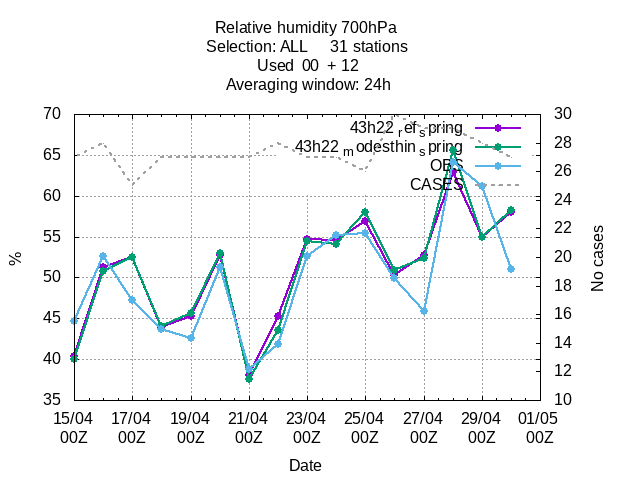 Relative humidity 700hPa
Selection: ALL 31 stations
Used 00 + 12
Averaging window: 24h
70
65
60
55
50
45
40
35
%
30
28
26
24
22
20
18
16
14
12
10
No cases
43h22 ref spring
43h22 modesthin spring
OBS
CASES
15/04 17/04 19/04 21/04 23/04 25/04 27/04 29/04 01/05
00Z 00Z 00Z 00Z 00Z 00Z 00Z 00Z 00Z
Date